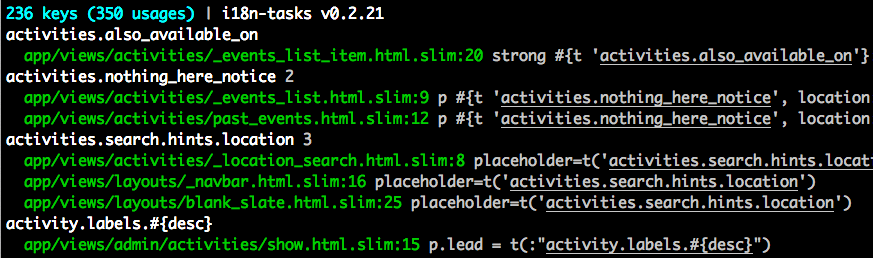 236 keys (350 usages) | i18n-tasks v0.2.21
activities.also_available_on
app/views/activities/_events_list_item.html.slim:20 strong #{t 'activities.also_available_on'}
activities.nothing_here_notice 2
app/views/activities/_events_list.html.slim:9 p #{t 'activities.nothing_here_notice', location
app/views/activities/past_events.html.slim:12 p #{t 'activities.nothing_here_notice', location
activities.search.hints.location 3
app/views/activities/_location_search.html.slim:8 placeholder=t('activities.search.hints.locat
app/views/layouts/_navbar.html.slim:16 placeholder=t('activities.search.hints.location')
app/views/layouts/blank_slate.html.slim:25 placeholder=t('activities.search.hints.location')
activity.labels.#{desc}
app/views/admin/activities/show.html.slim:15 p.lead = t(:"activity.labels.#{desc}")